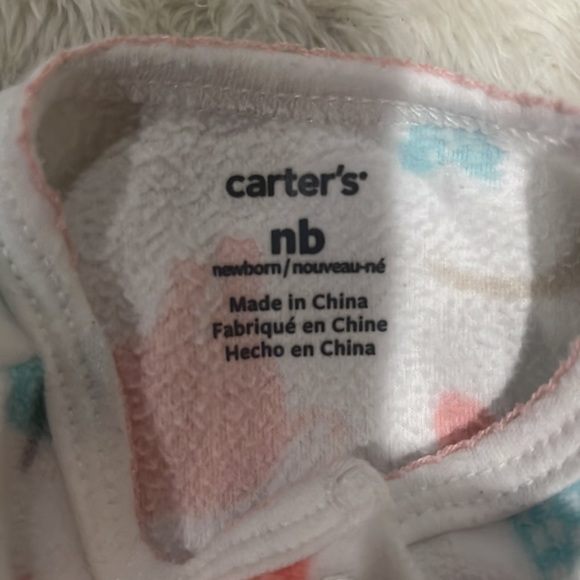 carter's
nb
newborn / nouveau-né
Made in China
Fabriqué en Chine
Hecho en China